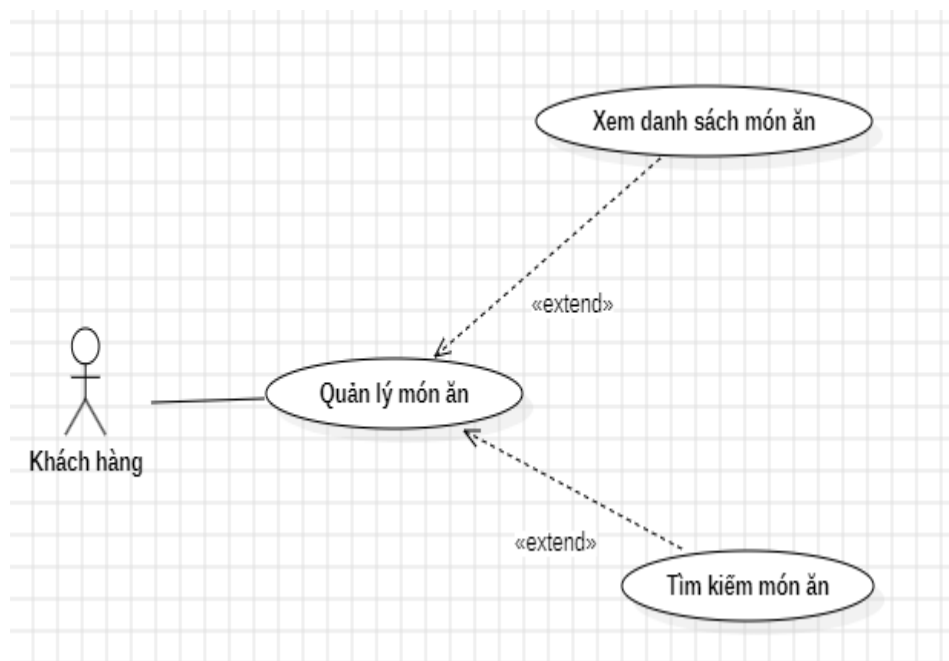 Xem danh sách món ăn
«extend»
Quản lý món ăn
Khách hàng
«extend»
Tìm kiếm món ăn